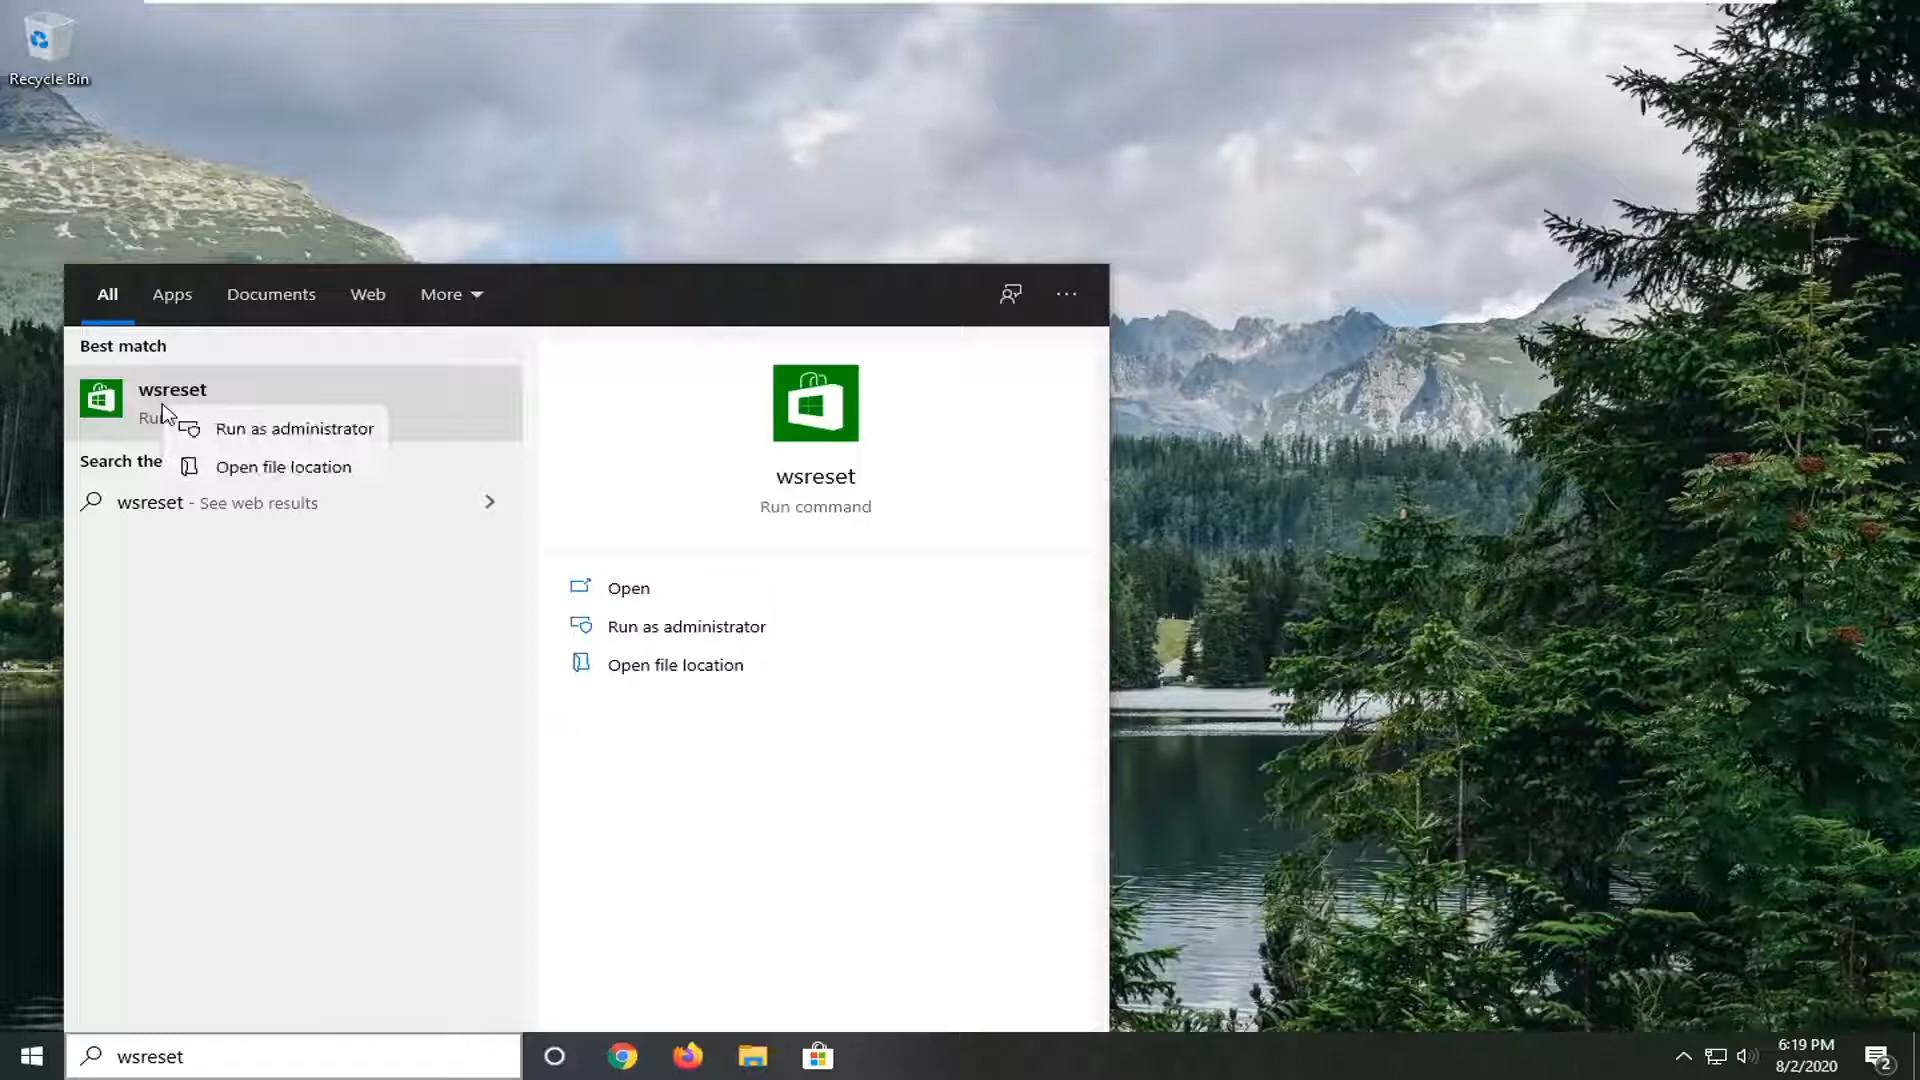 Recycle Bin
All Apps Documents Web More
Best match
wsreset
Run as administrator
Search the
Open file location
wsreset - See web results
wsreset
Run command
Open
Run as administrator
Open file location
wsreset
6:19 PM
8/2/2020
2